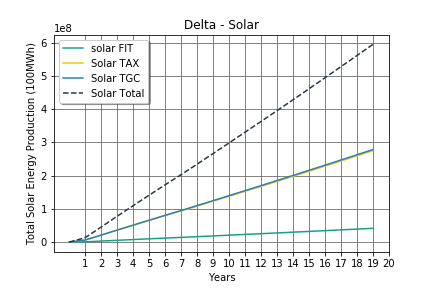 Delta - Solar
1e8
Total Solar Energy Production (100MWh)
6
5
4
3
2
1
0
solar FIT
Solar TAX
Solar TGC
Solar Total
1 2 3 4 5 6 7 8 9 10 11 12 13 14 15 16 17 18 19 20
Years